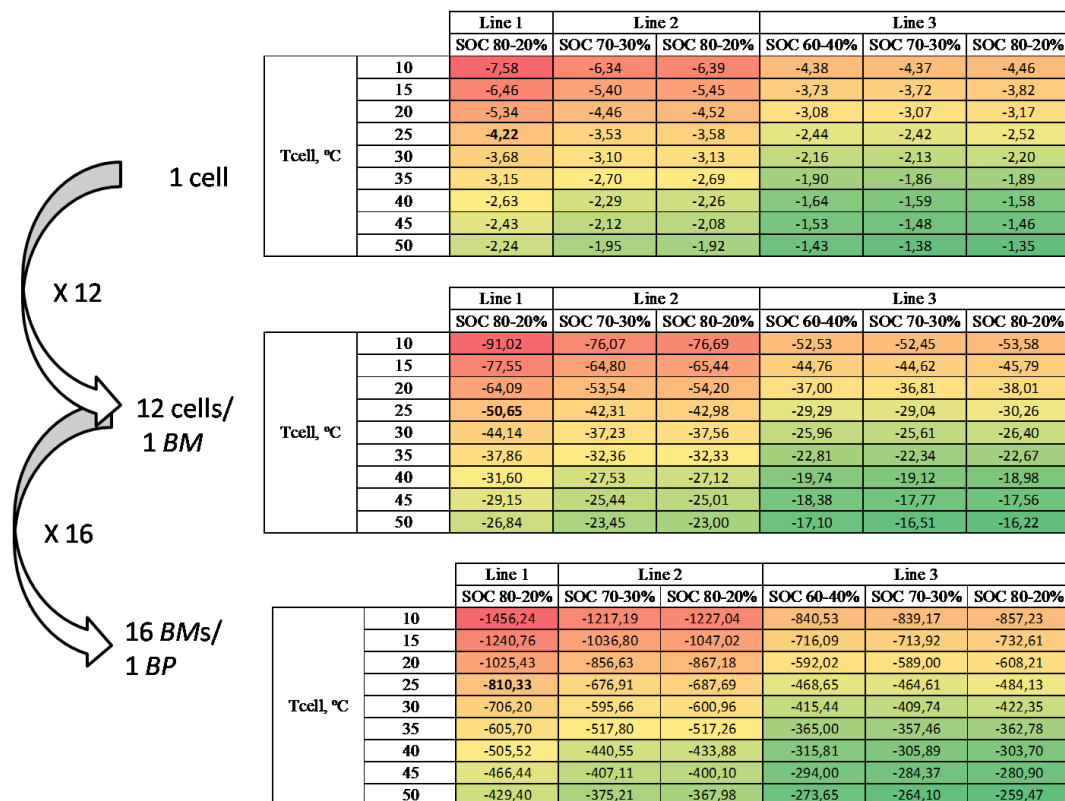 Line 1 Line 2 Line 3
SOC 80-20% SOC 70-30% SOC 80-20% SOC 60-40% SOC 70-30% SOC 80-20%
10 -7,58 -6,34 -6,39 -4,38 -4,37 -4,46
15 -6,46 -5,40 -5,45 -3,73 -3,72 -3,82
20 -5,34 -4,46 -4,52 -3,08 -3,07 -3,17
25 -4,22 -3,53 -3,58 -2,44 -2,42 -2,52
Tcell, ºC 30 -3,68 -3,10 -3,13 -2,16 -2,13 -2,20
35 -3,15 -2,70 -2,69 -1,90 -1,86 -1,89
40 -2,63 -2,29 -2,26 -1,64 -1,59 -1,58
45 -2,43 -2,12 -2,08 -1,53 -1,48 -1,46
50 -2,24 -1,95 -1,92 -1,43 -1,38 -1,35
1 cell
X 12
Line 1 Line 2 Line 3
SOC 80-20% SOC 70-30% SOC 80-20% SOC 60-40% SOC 70-30% SOC 80-20%
10 -91,02 -76,07 -76,69 -52,53 -52,45 -53,58
15 -77,55 -64,80 -65,44 -44,76 -44,62 -45,79
20 -64,09 -53,54 -54,20 -37,00 -36,81 -38,01
25 -50,65 -42,31 -42,98 -29,29 -29,04 -30,26
Tcell, ºC 30 -44,14 -37,23 -37,56 -25,96 -25,61 -26,40
35 -37,86 -32,36 -32,33 -22,81 -22,34 -22,67
40 -31,60 -27,53 -27,12 -19,74 -19,12 -18,98
45 -29,15 -25,44 -25,01 -18,38 -17,77 -17,56
50 -26,84 -23,45 -23,00 -17,10 -16,51 -16,22
12 cells/
1 BM
X 16
Line 1 Line 2 Line 3
SOC 80-20% SOC 70-30% SOC 80-20% SOC 60-40% SOC 70-30% SOC 80-20%
10 -1456,24 -1217,19 -1227,04 -840,53 -839,17 -857,23
15 -1240,76 -1036,80 -1047,02 -716,09 -713,92 -732,61
20 -1025,43 -856,63 -867,18 -592,02 -589,00 -608,21
25 -810,33 -676,91 -687,69 -468,65 -464,61 -484,13
Tcell, ºC 30 -706,20 -595,66 -600,96 -415,44 -409,74 -422,35
35 -605,70 -517,80 -517,26 -365,00 -357,46 -362,78
40 -505,52 -440,55 -433,88 -315,81 -305,89 -303,70
45 -466,44 -407,11 -400,10 -294,00 -284,37 -280,90
50 -429,40 -375,21 -367,98 -273,65 -264,10 -259,47
16 BMs/
1 BP